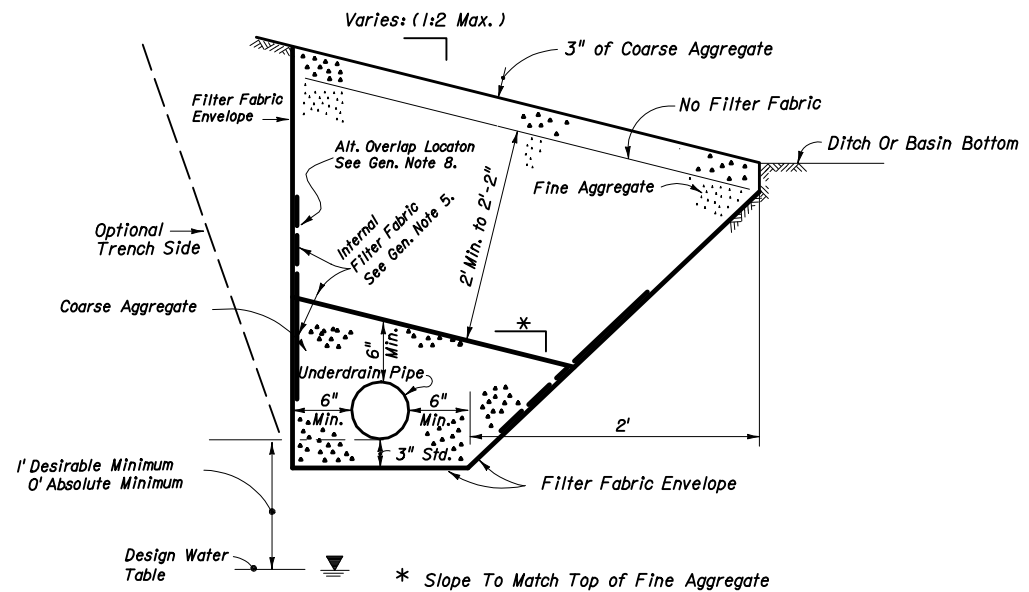 Varies: (1:2 Max.)
3" of Coarse Aggregate
No Filter Fabric
Ditch Or Basin Bottom
Filter Fabric
Envelope
Alt. Overlap Locaton
See Gen. Note 8.
Fine Aggregate
2' Min. to 2'-2"
Internal
Filter Fabric
See Gen. Note 5.
Optional
Trench Side
Coarse Aggregate
*
6"
Min.
Underdrain Pipe
6"
Min.
6"
Min.
2'
3" Std.
1' Desirable Minimum
0' Absolute Minimum
Filter Fabric Envelope
Design Water
Table
* Slope To Match Top of Fine Aggregate